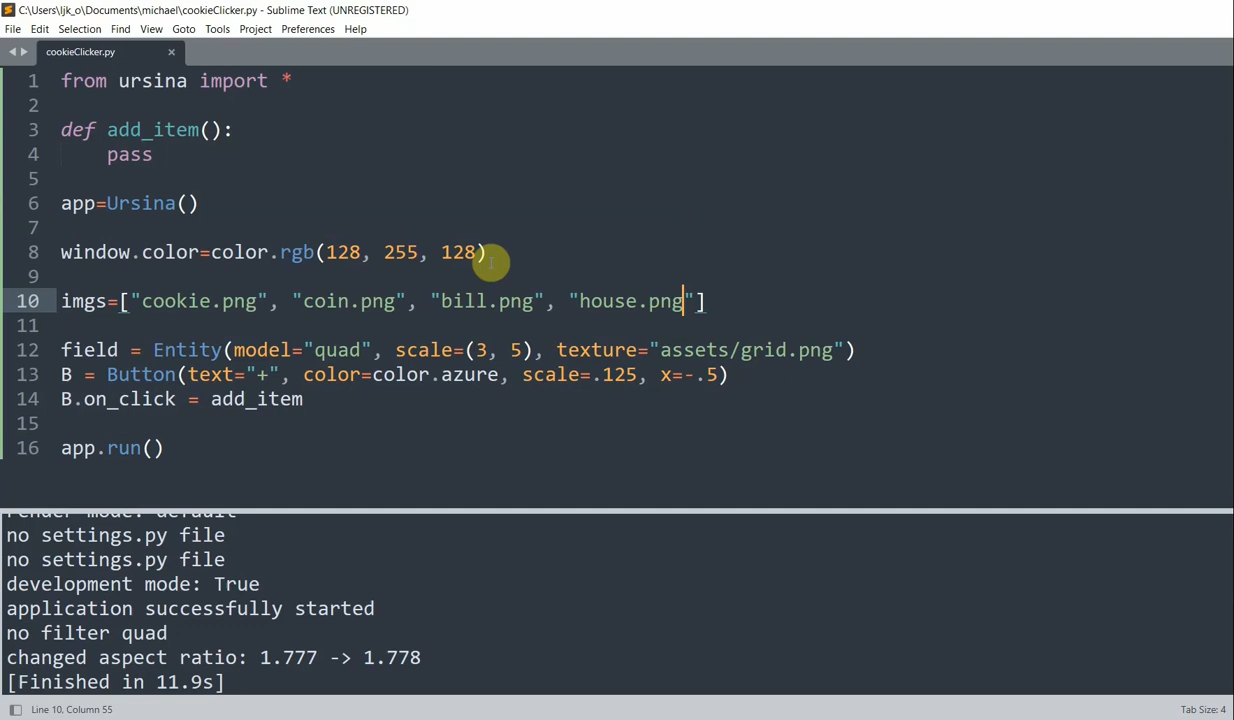 C:\Users\ljk_o\Documents\michael\cookieClicker.py - Sublime Text (UNREGISTERED)
File Edit Selection Find View Goto Tools Project Preferences Help
cookieClicker.py
1 from ursina import *
2
3 def add_item():
4 pass
5
6 app=Ursina()
7
8 window.color=color.rgb(128, 255, 128)
9
10 imgs=["cookie.png", "coin.png", "bill.png", "house.png"]
11
12 field = Entity(model="quad", scale=(3, 5), texture="assets/grid.png")
13 B = Button(text="+", color=color.azure, scale=.125, x=-.5)
14 B.on_click = add_item
15
16 app.run()
render mode: default
no settings.py file
no settings.py file
development mode: True
application successfully started
no filter quad
changed aspect ratio: 1.777 -> 1.778
[Finished in 11.9s]
Line 10, Column 55
Tab Size: 4